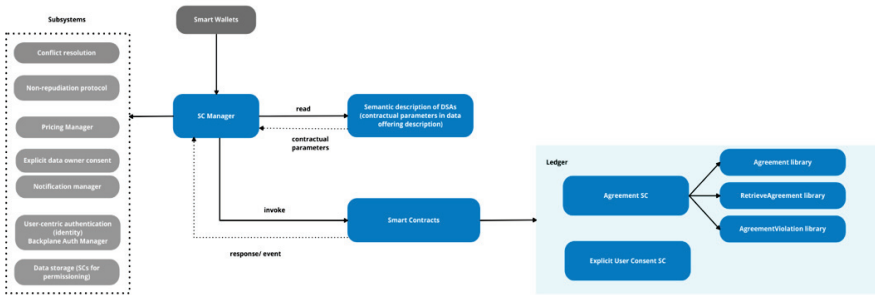 Subsystems
Conflict resolution
Non-repudiation protocol
Pricing Manager
Explicit data owner consent
Notification manager
User-centric authentication
(identity)
Backplane Auth Manager
Data storage (SCs for
permissioning)
Smart Wallets
SC Manager
read
Semantic description of DSAs
(contractual parameters in data
offering description)
contractual
parameters
invoke
Smart Contracts
response/ event
Ledger
Agreement SC
Explicit User Consent SC
Agreement library
RetrieveAgreement library
AgreementViolation library